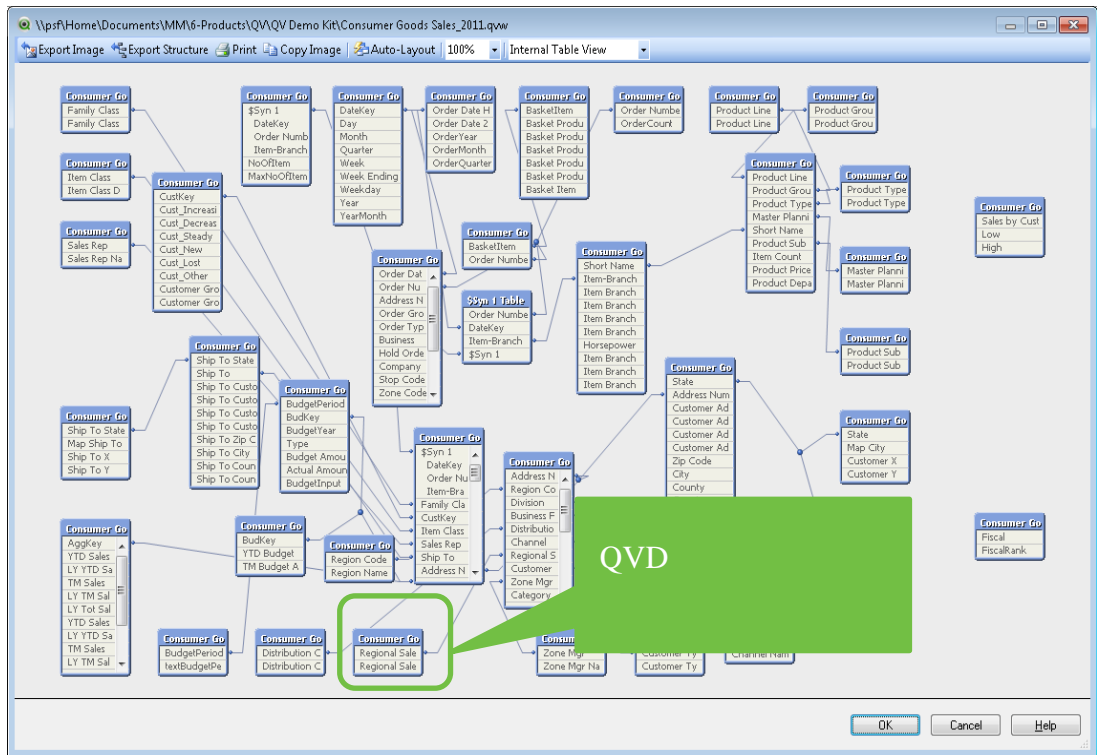 \\psf\Home\Documents\MM\6-Products\QV\QV Demo Kit\Consumer Goods Sales_2011.qvw
Export Image Export Structure Print Copy Image Auto-Layout 100% Internal Table View
Consumer Go
Family Class
Family Class
Consumer Go
$Syn 1
DateKey
Order Numb
Item-Branch
NoOfItem
MaxNoOfItem
Consumer Go
DateKey
Day
Month
Quarter
Week
Week Ending
Weekday
Year
YearMonth
Consumer Go
Order Date H
Order Date 2
OrderYear
OrderMonth
OrderQuarter
Consumer Go
BasketItem
Basket Produ
Basket Produ
Basket Produ
Basket Produ
Basket Produ
Basket Item
Consumer Go
Order Numbe
OrderCount
Consumer Go
Product Line
Product Line
Consumer Go
Product Grou
Product Grou
Consumer Go
Item Class
Item Class D
Consumer Go
CustKey
Cust_Increasi
Cust_Decreas
Cust_Steady
Cust_New
Cust_Lost
Cust_Other
Customer Gro
Customer Gro
Consumer Go
Product Line
Product Grou
Product Type
Master Planni
Short Name
Product Sub
Item Count
Product Price
Product Depa
Consumer Go
Product Type
Product Type
Consumer Go
Sales by Cust
Low
High
Consumer Go
Sales Rep
Sales Rep Na
Consumer Go
BasketItem
Order Numbe
Consumer Go
Order Dat
Order Nu
Address N
Order Gro
Order Typ
Business
Hold Orde
Company
Stop Code
Zone Code
$Syn 1 Table
Order Numbe
DateKey
Item-Branch
$Syn 1
Consumer Go
Short Name
Item-Branch
Item Branch
Item Branch
Item Branch
Item Branch
Horsepower
Item Branch
Item Branch
Item Branch
Consumer Go
Master Planni
Master Planni
Consumer Go
Product Sub
Product Sub
Consumer Go
Ship To State
Ship To
Ship To Custo
Ship To Custo
Ship To Custo
Ship To Custo
Ship To Zip C
Ship To City
Ship To Coun
Ship To Coun
Consumer Go
BudgetPeriod
BudKey
BudgetYear
Type
Budget Amou
Actual Amoun
BudgetInput
Consumer Go
State
Address Num
Customer Ad
Customer Ad
Customer Ad
Customer Ad
Zip Code
City
County
Consumer Go
Ship To State
Map Ship To
Ship To X
Ship To Y
Consumer Go
State
Map City
Customer X
Customer Y
Consumer Go
$Syn 1
DateKey
Order Nu
Item-Bra
Family Cla
CustKey
Item Class
Sales Rep
Ship To
Address N
Consumer Go
Address N
Region Co
Division
Business F
Distributio
Channel
Regional S
Customer
Zone Mgr
Category
Consumer Go
AggKey
YTD Sales
LY YTD Sa
TM Sales
LY TM Sal
LY Tot Sal
YTD Sales
LY YTD Sa
TM Sales
LY TM Sal
Consumer Go
BudKey
YTD Budget
TM Budget A
Consumer Go
Region Code
Region Name
QVD
Consumer Go
Fiscal
FiscalRank
Consumer Go
BudgetPeriod
textBudgetPe
Consumer Go
Distribution C
Distribution C
Consumer Go
Regional Sale
Regional Sale
Consum
Zone Mgr
Zone Mgr Na
Customer Ty
Customer Ty
Channel Nam
OK Cancel Help